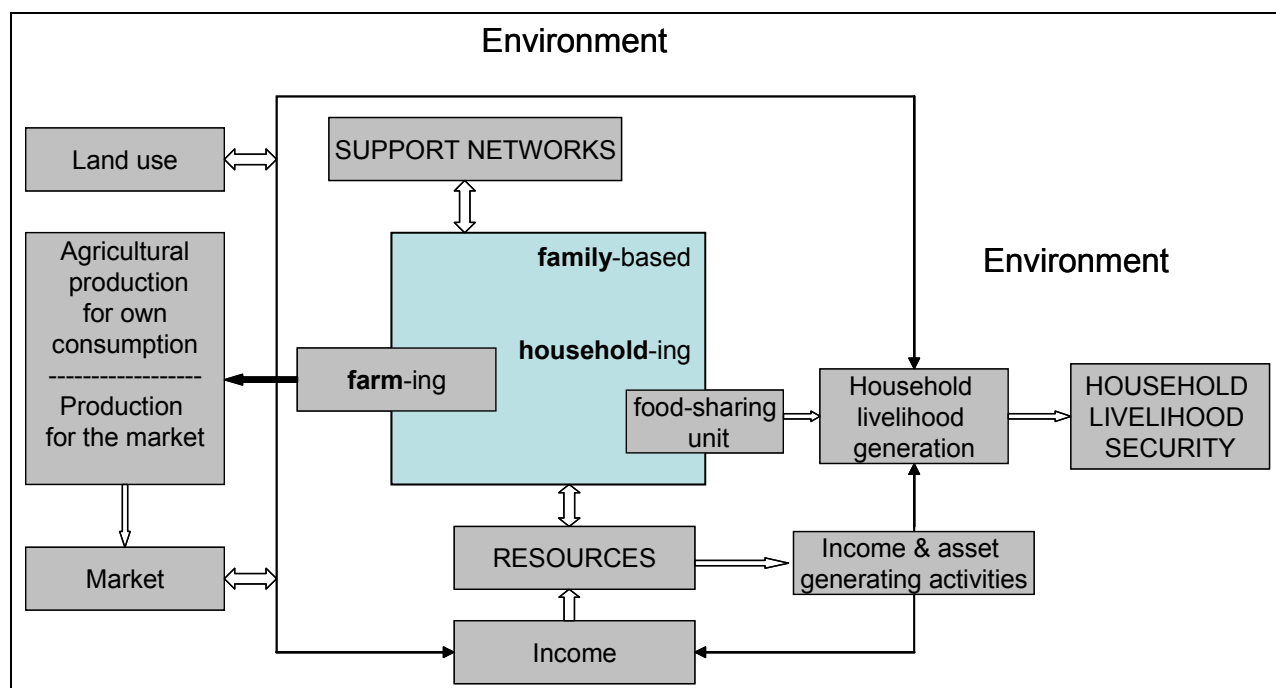 Environment
Land use
SUPPORT NETWORKS
Agricultural
production
for own
consumption
-------------------
Production
for the market
family-based
household-ing
farm-ing
Environment
food-sharing
unit
Household
livelihood
generation
HOUSEHOLD
LIVELIHOOD
SECURITY
Market
RESOURCES
Income & asset
generating activities
Income